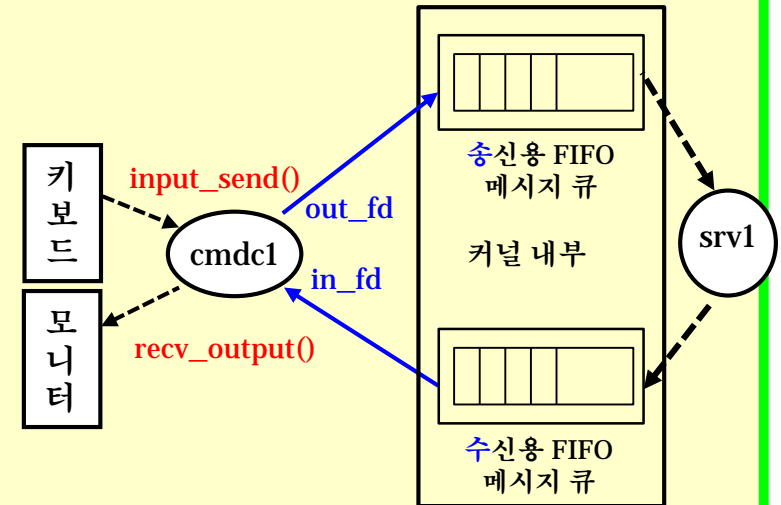 키
보
드
input_send()
out_fd
cmdc1
in_fd
모
니
터
recv_output()
송신용 FIFO
메시지 큐
커널 내부
수신용 FIFO
메시지 큐
srv1